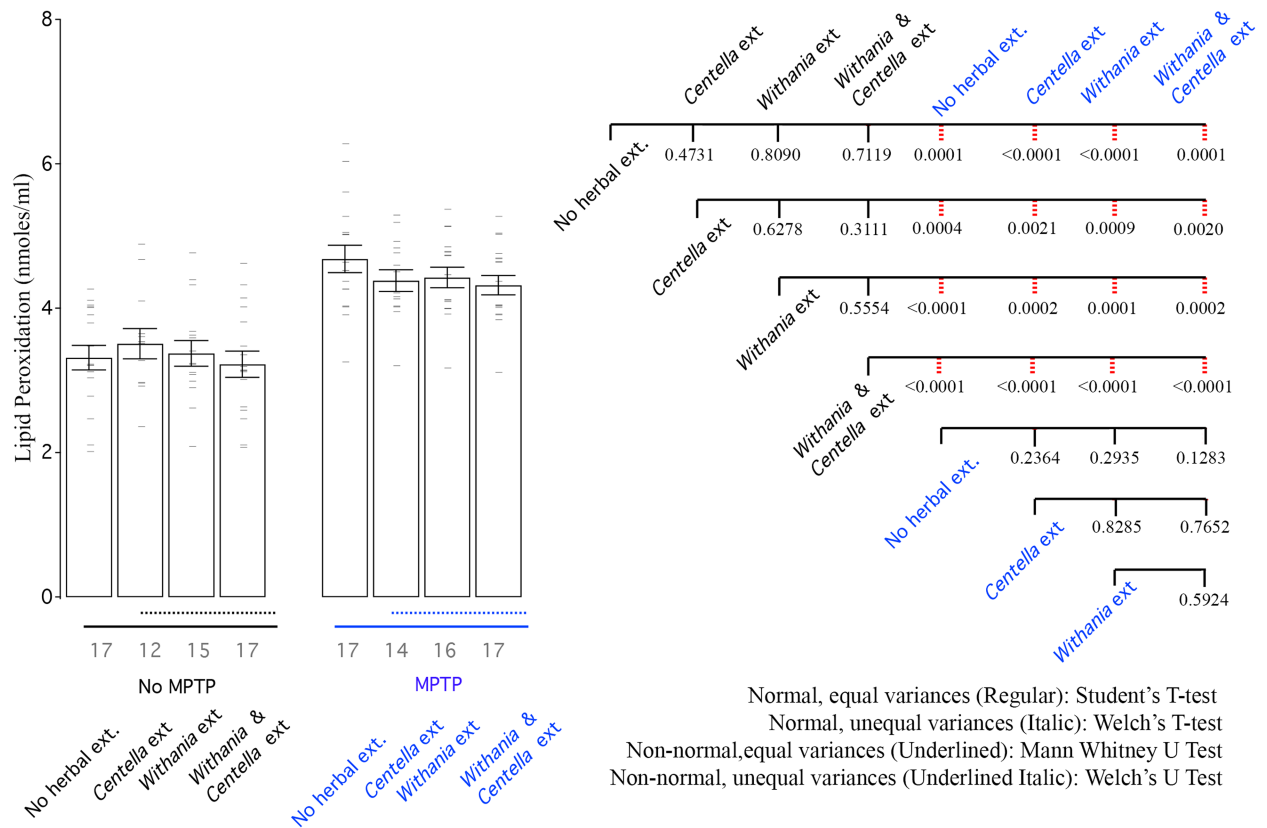 8
6
4
2
0
Lipid Peroxidation (nmoles/ml)
17 12 15 17
17 14 16 17
No MPTP
MPTP
No herbal ext.
Centella ext
Withania ext
Withania &
Centella ext
No herbal ext.
Centella ext
Withania ext
Withania &
Centella ext
Centella ext
Withania ext
Withania &
Centella ext
No herbal ext.
Centella ext
Withania ext
Withania &
Centella ext
No herbal ext.
0.4731 0.8090 0.7119 0.0001 <0.0001 <0.0001 0.0001
Centella ext
0.6278 0.3111 0.0004 0.0021 0.0009 0.0020
Withania ext
0.5554 <0.0001 0.0002 0.0001 0.0002
Withania &
Centella ext
<0.0001 <0.0001 <0.0001 <0.0001
No herbal ext.
0.2364 0.2935 0.1283
Centella ext
0.8285 0.7652
Withania ext
0.5924
Normal, equal variances (Regular): Student’s T-test
Normal, unequal variances (Italic): Welch’s T-test
Non-normal,equal variances (Underlined): Mann Whitney U Test
Non-normal, unequal variances (Underlined Italic): Welch’s U Test